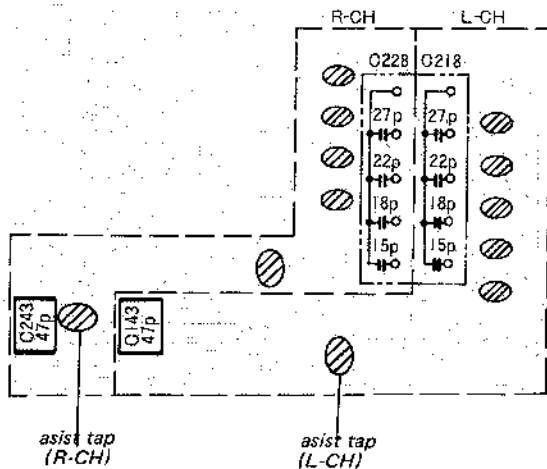 R-CH L-CH
C228 C218
27p 27p
22p 22p
18p 18p
15p 15p
C243
47p
C143
47p
asist tap
(R-CH)
asist tap
(L-CH)